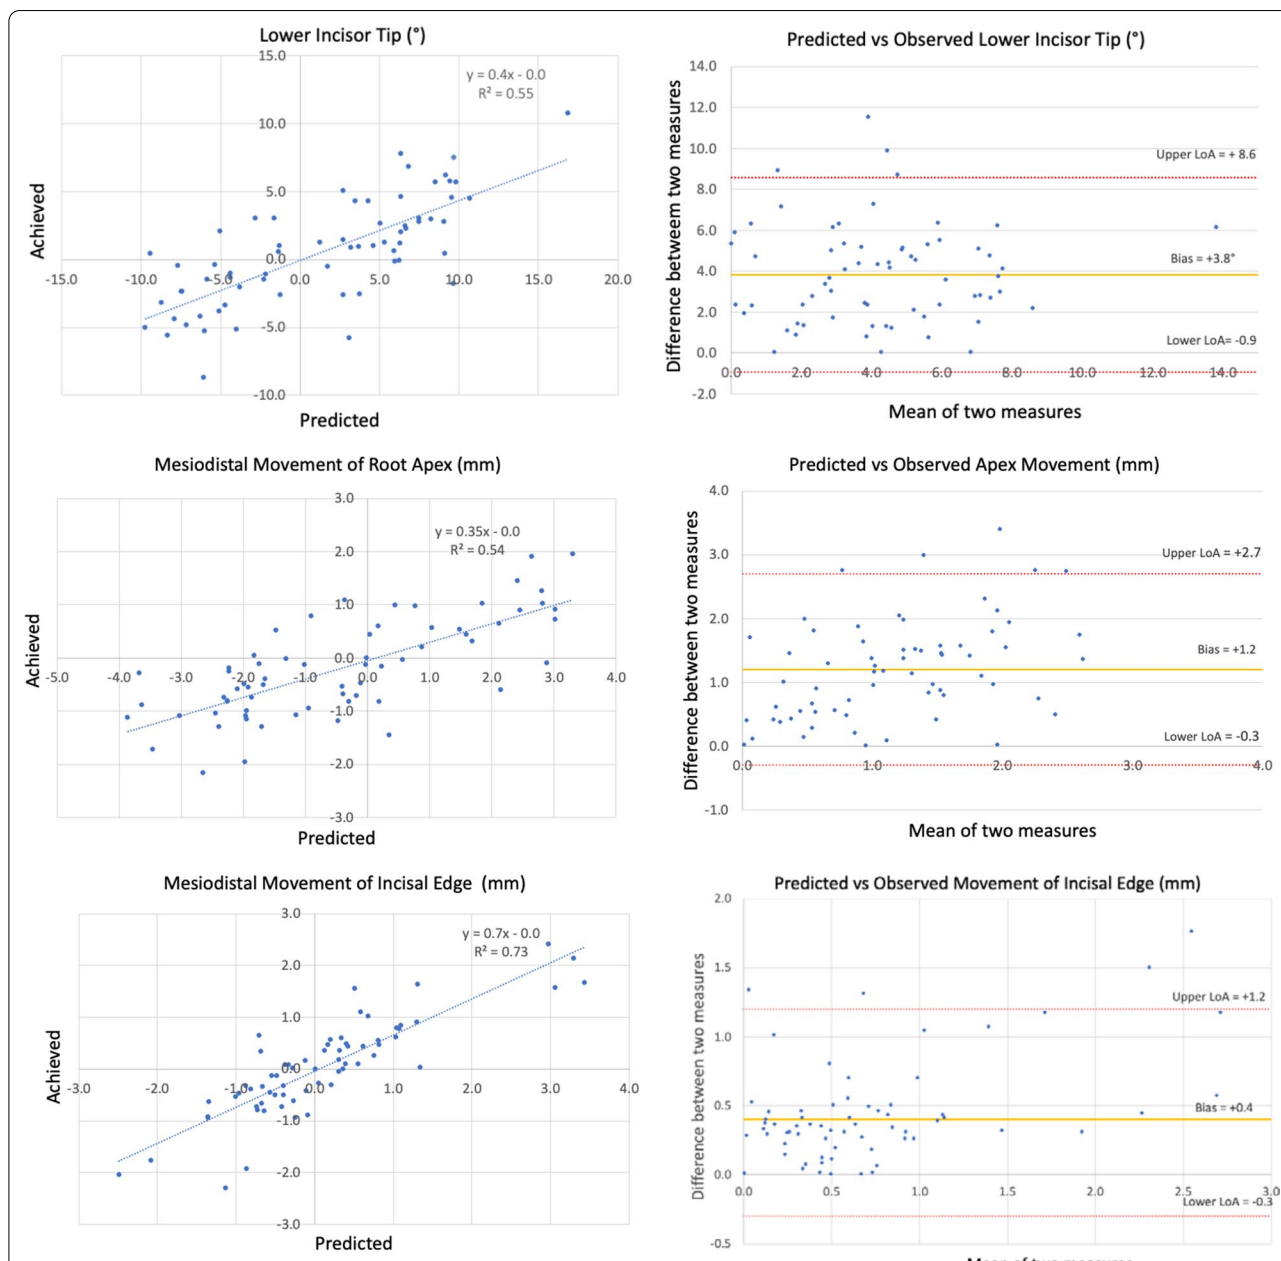 Lower Incisor Tip (°)
15.0
y = 0.4x - 0.0
R² = 0.55
10.0
5.0
0.0
-15.0
-10.0
-5.0
0.0
5.0
10.0
15.0
20.0
-5.0
-10.0
Achieved
Predicted
Predicted vs Observed Lower Incisor Tip (°)
14.0
12.0
10.0
Upper LoA = + 8.6
8.0
6.0
Bias = +3.8°
4.0
2.0
Lower LoA= -0.9
0.0
0.0
2.0
4.0
6.0
8.0
10.0
12.0
14.0
-2.0
Difference betweem two measures
Mean of two measures
Mesiodistal Movement of Root Apex (mm)
3.0
y = 0.35x - 0.0
R² = 0.54
2.0
1.0
0.0
-5.0
-4.0
-3.0
-2.0
-1.0
0.0
1.0
2.0
3.0
4.0
-1.0
-2.0
-3.0
Achieved
Predicted
Predicted vs Observed Apex Movement (mm)
4.0
3.0
Upper LoA = +2.7
2.0
Bias = +1.2
1.0
Lower LoA = -0.3
0.0
0.0
1.0
2.0
3.0
4.0
-1.0
Difference between two measures
Mean of two measures
Mesiodistal Movement of Incisal Edge (mm)
3.0
y = 0.7x - 0.0
R² = 0.73
2.0
1.0
0.0
-3.0
-2.0
-1.0
0.0
1.0
2.0
3.0
4.0
-1.0
-2.0
-3.0
Achieved
Predicted
Predicted vs Observed Movement of Incisal Edge (mm)
2.0
1.5
Upper LoA = +1.2
1.0
0.5
Bias = +0.4
0.0
0.0
0.5
1.0
1.5
2.0
2.5
3.0
Lower LoA = -0.3
-0.5
Difference between two measures
Mean of two measures